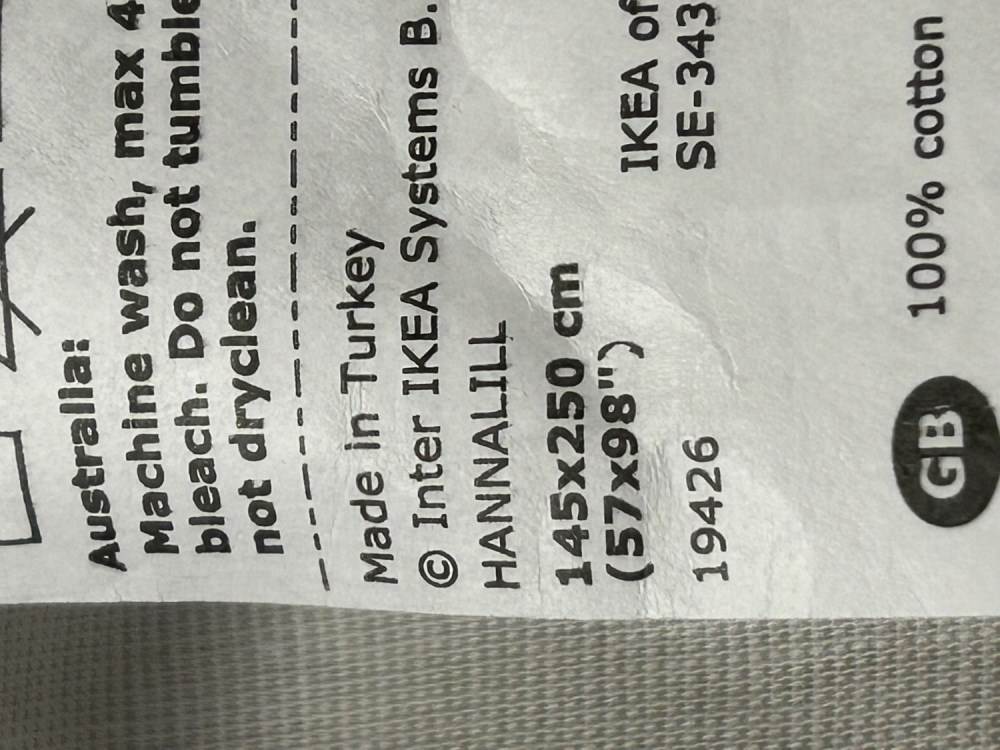 Australia:
Machine wash, max 4
bleach. Do not tumble
not dryclean.
Made in Turkey
© Inter IKEA Systems B.
HANNALILL
145x250 cm
(57x98")
19426
IKEA of
SE-343
GB 100% cotton